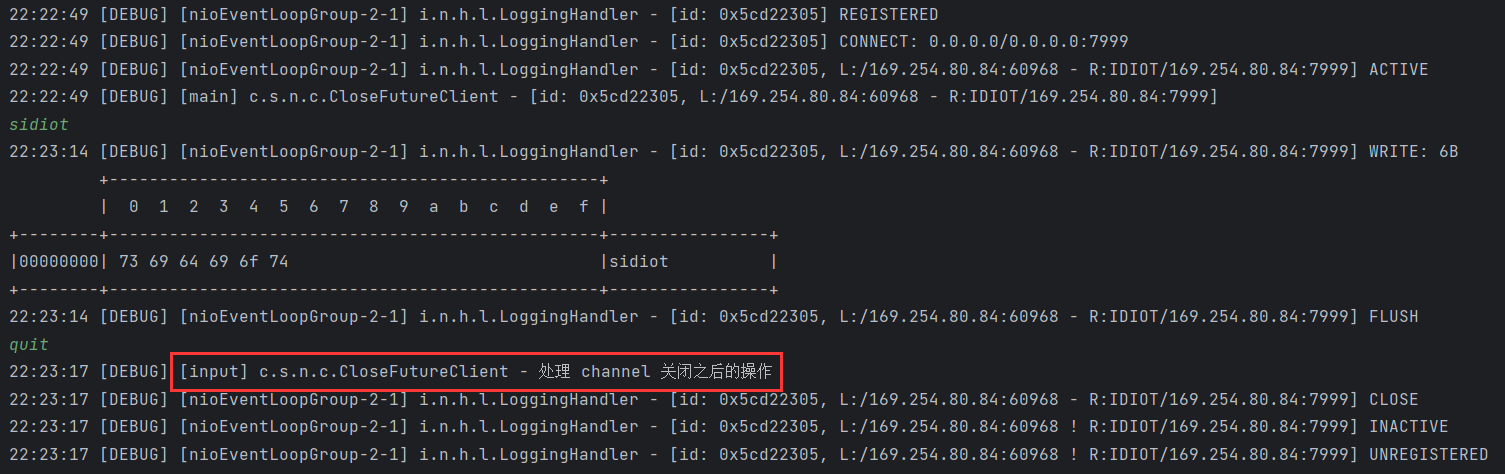 22:22:49 [DEBUG] [nioEventLoopGroup-2-1] i.n.h.l.LoggingHandler - [id: 0x5cd22305] REGISTERED
22:22:49 [DEBUG] [nioEventLoopGroup-2-1] i.n.h.l.LoggingHandler - [id: 0x5cd22305] CONNECT: 0.0.0.0/0.0.0.0:7999
22:22:49 [DEBUG] [nioEventLoopGroup-2-1] i.n.h.l.LoggingHandler - [id: 0x5cd22305, L:/169.254.80.84:60968 - R:IDIOT/169.254.80.84:7999] ACTIVE
22:22:49 [DEBUG] [main] c.s.n.c.CloseFutureClient - [id: 0x5cd22305, L:/169.254.80.84:60968 - R:IDIOT/169.254.80.84:7999]
sidiot
22:23:14 [DEBUG] [nioEventLoopGroup-2-1] i.n.h.l.LoggingHandler - [id: 0x5cd22305, L:/169.254.80.84:60968 - R:IDIOT/169.254.80.84:7999] WRITE: 6B
         +-------------------------------------------------+
         |  0  1  2  3  4  5  6  7  8  9  a  b  c  d  e  f |
+--------+-------------------------------------------------+----------------+
|00000000| 73 69 64 69 6f 74                               |sidiot          |
+--------+-------------------------------------------------+----------------+
22:23:14 [DEBUG] [nioEventLoopGroup-2-1] i.n.h.l.LoggingHandler - [id: 0x5cd22305, L:/169.254.80.84:60968 - R:IDIOT/169.254.80.84:7999] FLUSH
quit
22:23:17 [DEBUG] [input] c.s.n.c.CloseFutureClient - 处理 channel 关闭之后的操作
22:23:17 [DEBUG] [nioEventLoopGroup-2-1] i.n.h.l.LoggingHandler - [id: 0x5cd22305, L:/169.254.80.84:60968 - R:IDIOT/169.254.80.84:7999] CLOSE
22:23:17 [DEBUG] [nioEventLoopGroup-2-1] i.n.h.l.LoggingHandler - [id: 0x5cd22305, L:/169.254.80.84:60968 ! R:IDIOT/169.254.80.84:7999] INACTIVE
22:23:17 [DEBUG] [nioEventLoopGroup-2-1] i.n.h.l.LoggingHandler - [id: 0x5cd22305, L:/169.254.80.84:60968 ! R:IDIOT/169.254.80.84:7999] UNREGISTERED